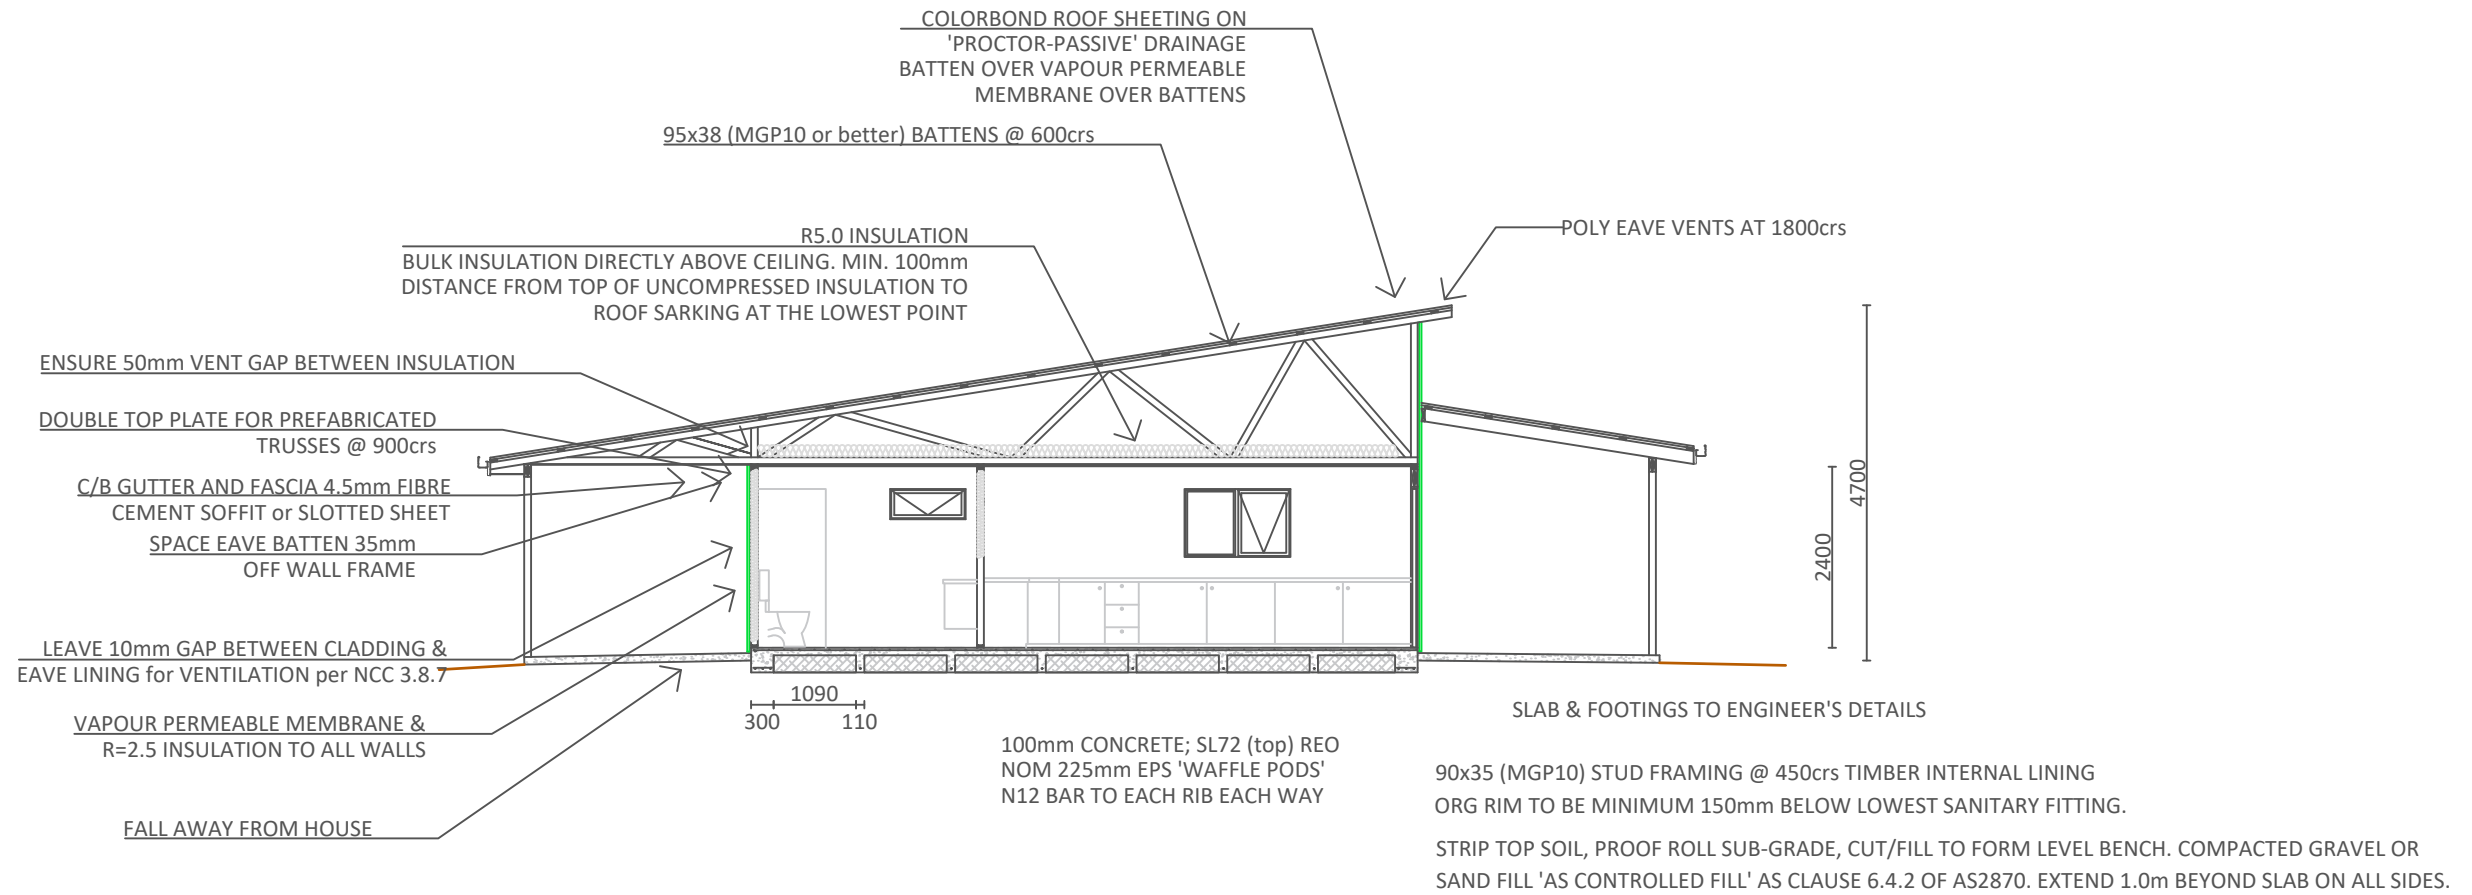 COLORBOND ROOF SHEETING ON
'PROCTOR-PASSIVE' DRAINAGE
BATTEN OVER VAPOUR PERMEABLE
MEMBRANE OVER BATTENS
95x38 (MGP10 or better) BATTENS @ 600crs
R5.0 INSULATION
BULK INSULATION DIRECTLY ABOVE CEILING. MIN. 100mm
DISTANCE FROM TOP OF UNCOMPRESSED INSULATION TO
ROOF SARKING AT THE LOWEST POINT
POLY EAVE VENTS AT 1800crs
ENSURE 50mm VENT GAP BETWEEN INSULATION
DOUBLE TOP PLATE FOR PREFABRICATED
TRUSSES @ 900crs
C/B GUTTER AND FASCIA 4.5mm FIBRE
CEMENT SOFFIT or SLOTTED SHEET
SPACE EAVE BATTEN 35mm
OFF WALL FRAME
LEAVE 10mm GAP BETWEEN CLADDING &
EAVE LINING for VENTILATION per NCC 3.8.7
VAPOUR PERMEABLE MEMBRANE &
R=2.5 INSULATION TO ALL WALLS
FALL AWAY FROM HOUSE
4700
2400
1090
300
110
100mm CONCRETE; SL72 (top) REO
NOM 225mm EPS 'WAFFLE PODS'
N12 BAR TO EACH RIB EACH WAY
SLAB & FOOTINGS TO ENGINEER'S DETAILS
90x35 (MGP10) STUD FRAMING @ 450crs TIMBER INTERNAL LINING
ORG RIM TO BE MINIMUM 150mm BELOW LOWEST SANITARY FITTING.
STRIP TOP SOIL, PROOF ROLL SUB-GRADE, CUT/FILL TO FORM LEVEL BENCH. COMPACTED GRAVEL OR
SAND FILL 'AS CONTROLLED FILL' AS CLAUSE 6.4.2 OF AS2870. EXTEND 1.0m BEYOND SLAB ON ALL SIDES.